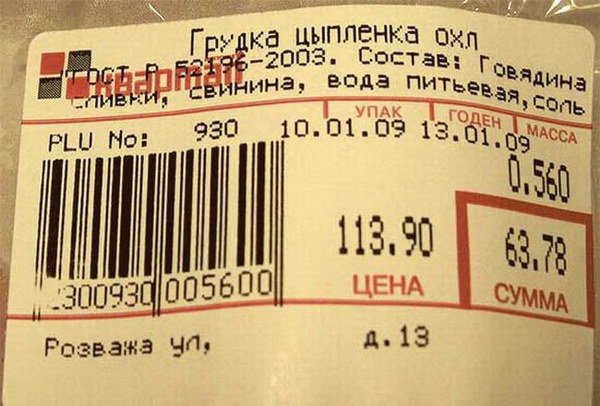 Грудка цыпленка охл
квартал
"ГОСТ Р 52196-2003. Состав: Говядина
сливки, свинина, вода питьевая, соль
УПАК ГОДЕН МАССА
PLU No: 930 10.01.09 13.01.09
0.560
113.90 63.78
ЦЕНА СУММА
2300930 005600
Розважа ул, д.13